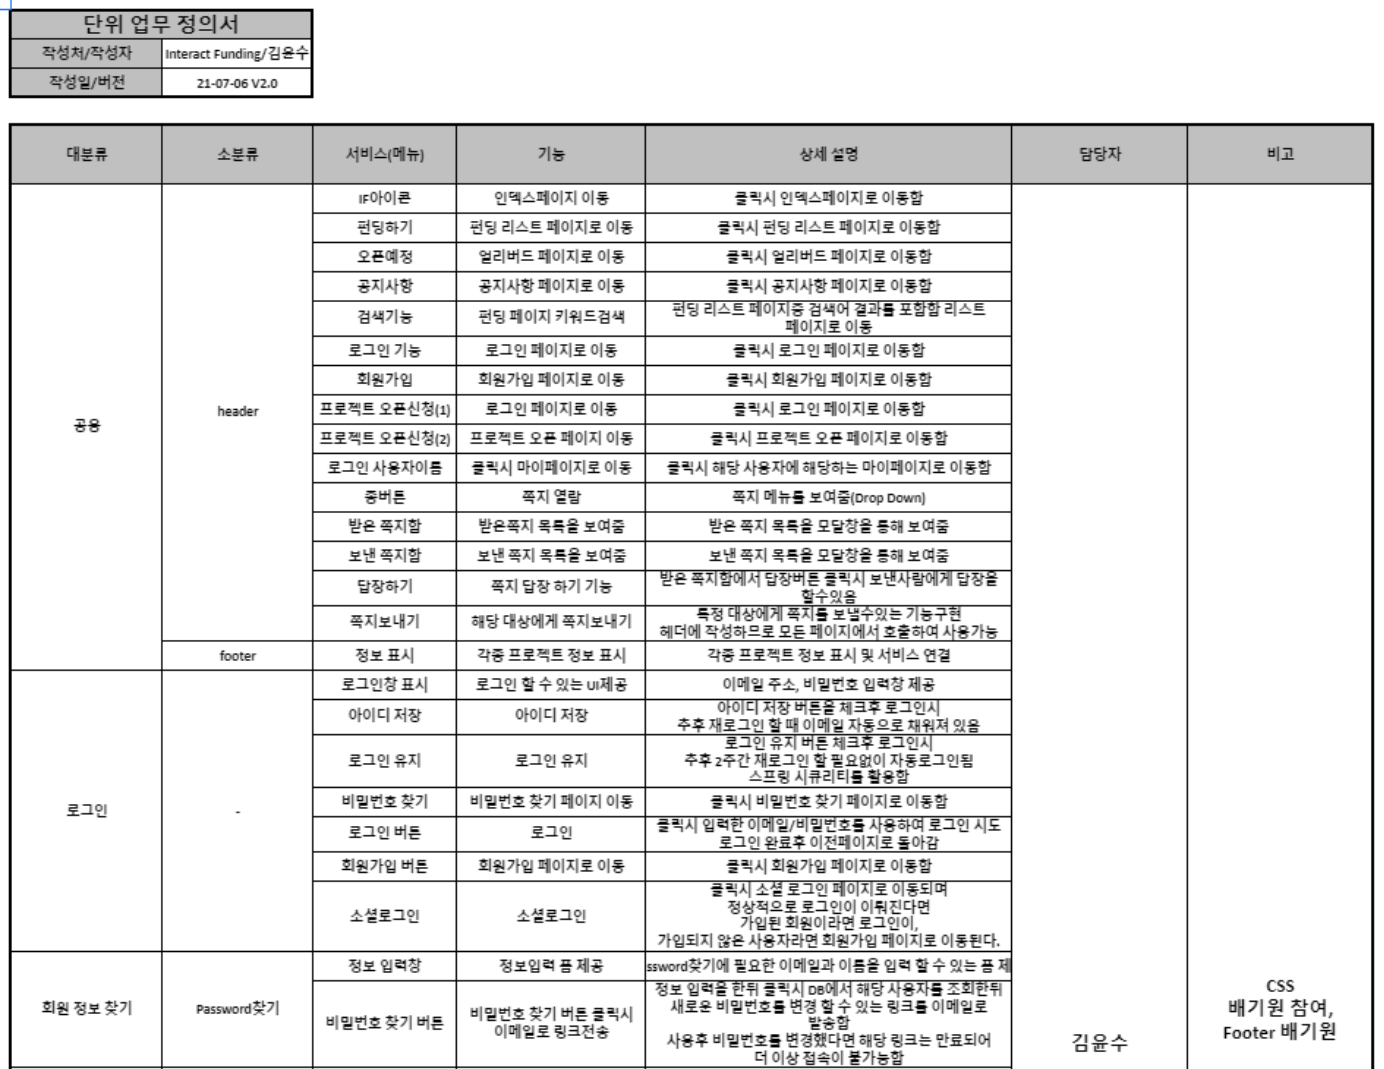 단위 업무 정의서
작성처/작성자 Interact Funding/김윤수
작성일/버전 21-07-06 V2.0
대분류 소분류 서비스(메뉴) 기능 상세 설명 담당자 비고
공용
header
IF아이콘 인덱스페이지 이동 클릭시 인덱스페이지로 이동함
펀딩하기 펀딩 리스트 페이지로 이동 클릭시 펀딩 리스트 페이지로 이동함
오픈예정 얼리버드 페이지로 이동 클릭시 얼리버드 페이지로 이동함
공지사항 공지사항 페이지로 이동 클릭시 공지사항 페이지로 이동함
검색기능 펀딩 페이지 키워드검색 펀딩 리스트 페이지중 검색어 결과를 포함함 리스트
페이지로 이동
로그인 기능 로그인 페이지로 이동 클릭시 로그인 페이지로 이동함
회원가입 회원가입 페이지로 이동 클릭시 회원가입 페이지로 이동함
프로젝트 오픈신청(1) 로그인 페이지로 이동 클릭시 로그인 페이지로 이동함
프로젝트 오픈신청(2) 프로젝트 오픈 페이지 이동 클릭시 프로젝트 오픈 페이지로 이동함
로그인 사용자이름 클릭시 마이페이지로 이동 클릭시 해당 사용자에 해당하는 마이페이지로 이동함
종버튼 쪽지 열람 쪽지 메뉴를 보여줌(Drop Down)
받은 쪽지함 받은쪽지 목록을 보여줌 받은 쪽지 목록을 모달창을 통해 보여줌
보낸 쪽지함 보낸 쪽지 목록을 보여줌 보낸 쪽지 목록을 모달창을 통해 보여줌
답장하기 쪽지 답장 하기 기능 받은 쪽지함에서 답장버튼 클릭시 보낸사람에게 답장을
할수있음
쪽지보내기 해당 대상에게 쪽지보내기 특정 대상에게 쪽지를 보낼수있는 기능구현
헤더에 작성하므로 모든 페이지에서 호출하여 사용가능
footer 정보 표시 각종 프로젝트 정보 표시 각종 프로젝트 정보 표시 및 서비스 연결
로그인
-
로그인창 표시 로그인 할 수 있는 UI제공 이메일 주소, 비밀번호 입력창 제공
아이디 저장 아이디 저장 아이디 저장 버튼을 체크후 로그인시
추후 재로그인 할 때 이메일 자동으로 채워져 있음
로그인 유지 로그인 유지 로그인 유지 버튼 체크후 로그인시
추후 2주간 재로그인 할 필요없이 자동로그인됨
스프링 시큐리티를 활용함
비밀번호 찾기 비밀번호 찾기 페이지 이동 클릭시 비밀번호 찾기 페이지로 이동함
로그인 버튼 로그인 클릭시 입력한 이메일/비밀번호를 사용하여 로그인 시도
로그인 완료후 이전페이지로 돌아감
회원가입 버튼 회원가입 페이지로 이동 클릭시 회원가입 페이지로 이동함
소셜로그인 소셜로그인 클릭시 소셜 로그인 페이지로 이동되며
정상적으로 로그인이 이뤄진다면
가입된 회원이라면 로그인이,
가입되지 않은 사용자라면 회원가입 페이지로 이동된다.
회원 정보 찾기 Password찾기
정보 입력창 정보입력 폼 제공 ssword찾기에 필요한 이메일과 이름을 입력 할 수 있는 폼 제
비밀번호 찾기 버튼 비밀번호 찾기 버튼 클릭시
이메일로 링크전송
정보 입력을 한뒤 클릭시 DB에서 해당 사용자를 조회한뒤
새로운 비밀번호를 변경 할 수 있는 링크를 이메일로
발송함
사용후 비밀번호를 변경했다면 해당 링크는 만료되어
더 이상 접속이 불가능함
김윤수
CSS
배기원 참여,
Footer 배기원